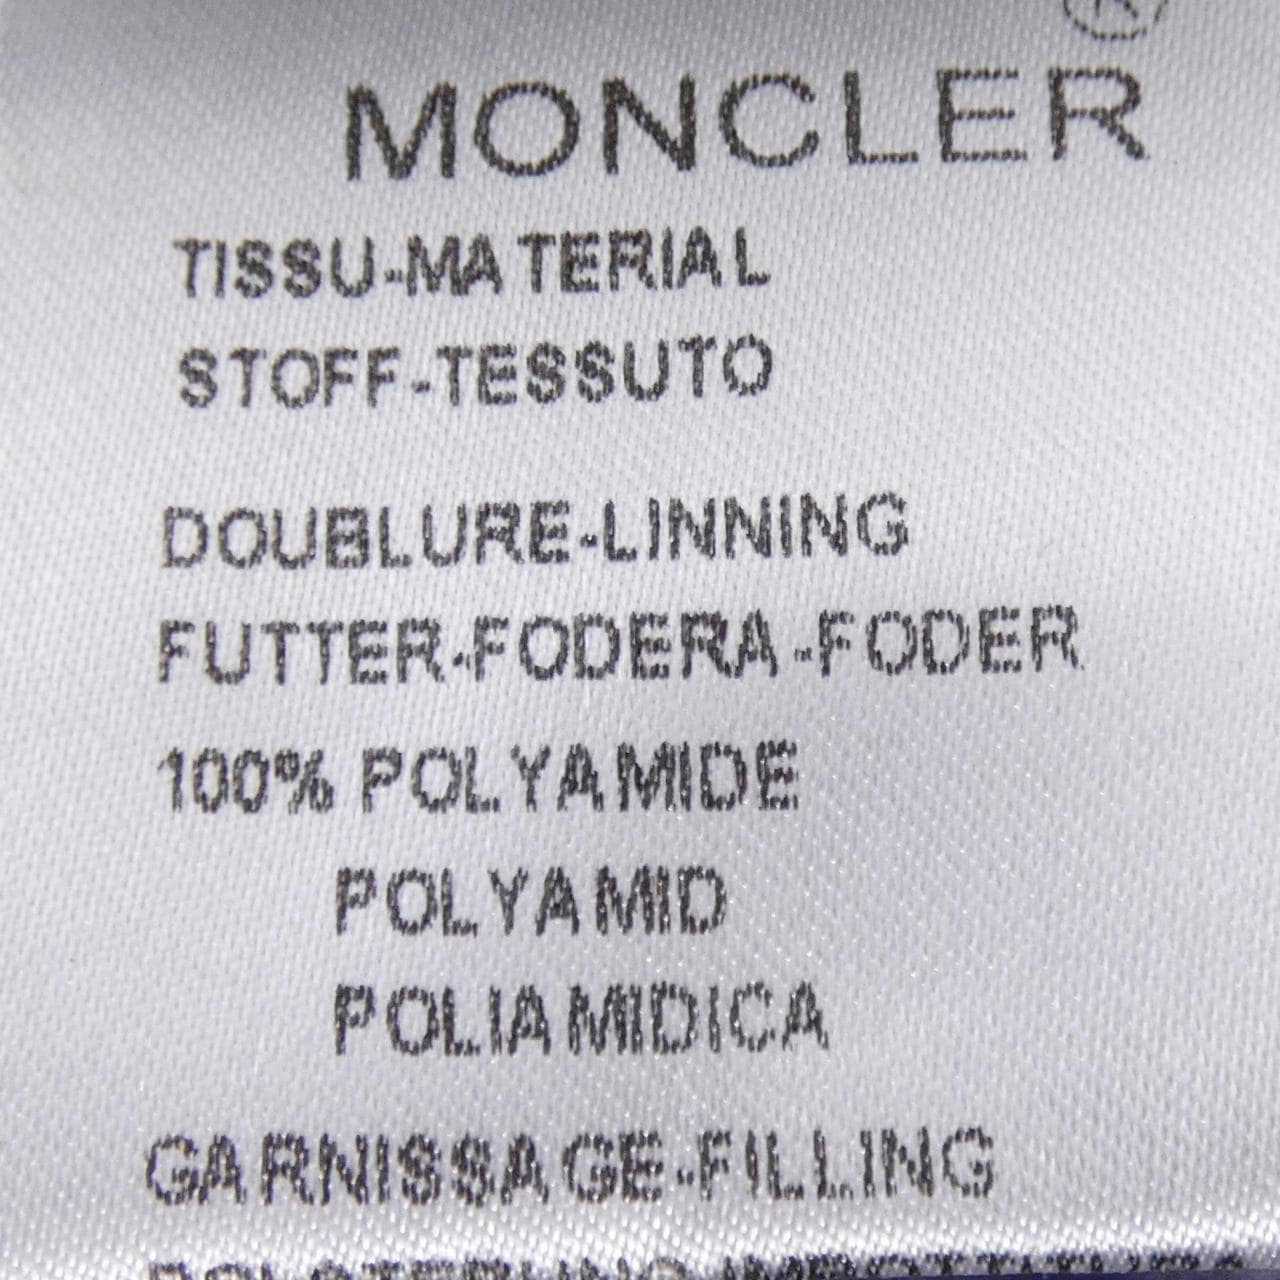 MONCLER
TISSU-MATERIAL
STOFF-TESSUTO
DOUBLURE-LINNING
FUTTER-FODERA-FODER
100% POLYAMIDE
POLYAMID
POLIAMIDICA
GARNISSAGE-FILLING